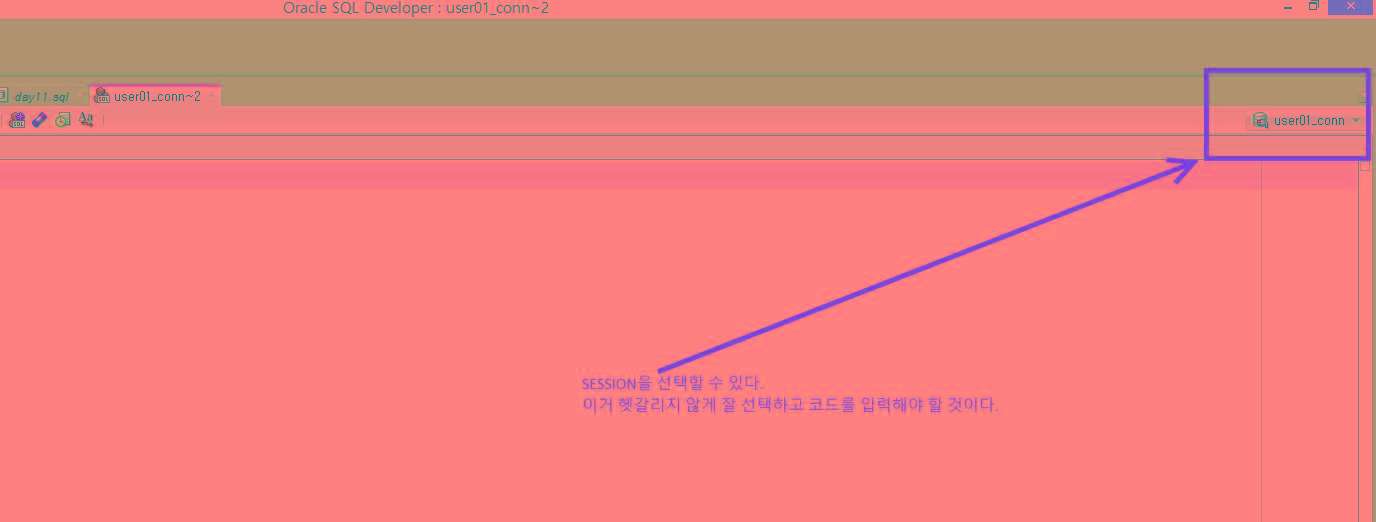 Oracle SQL Developer : user01_conn~2
day11.sql
user01_conn~2
user01_conn
SESSION을 선택할 수 있다.
이거 헷갈리지 않게 잘 선택하고 코드를 입력해야 할 것이다.